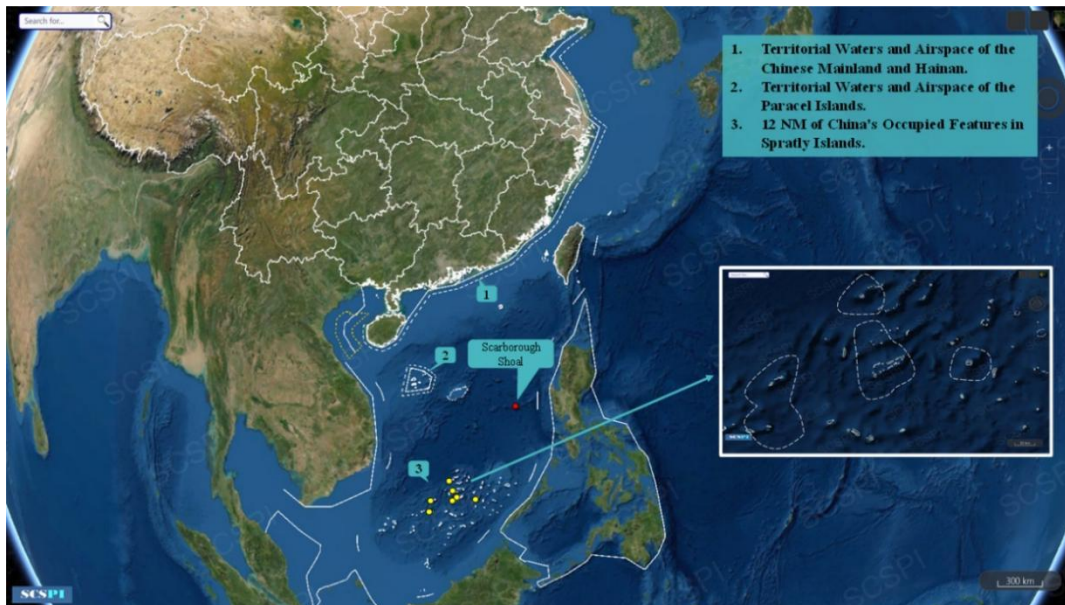 Search for...
1. Territorial Waters and Airspace of the
Chinese Mainland and Hainan.
2. Territorial Waters and Airspace of the
Paracel Islands.
3. 12 NM of China's Occupied Features in
Spratly Islands.
1
2
Scarborough
Shoal
3
SCSPI
300 km
SCSPI